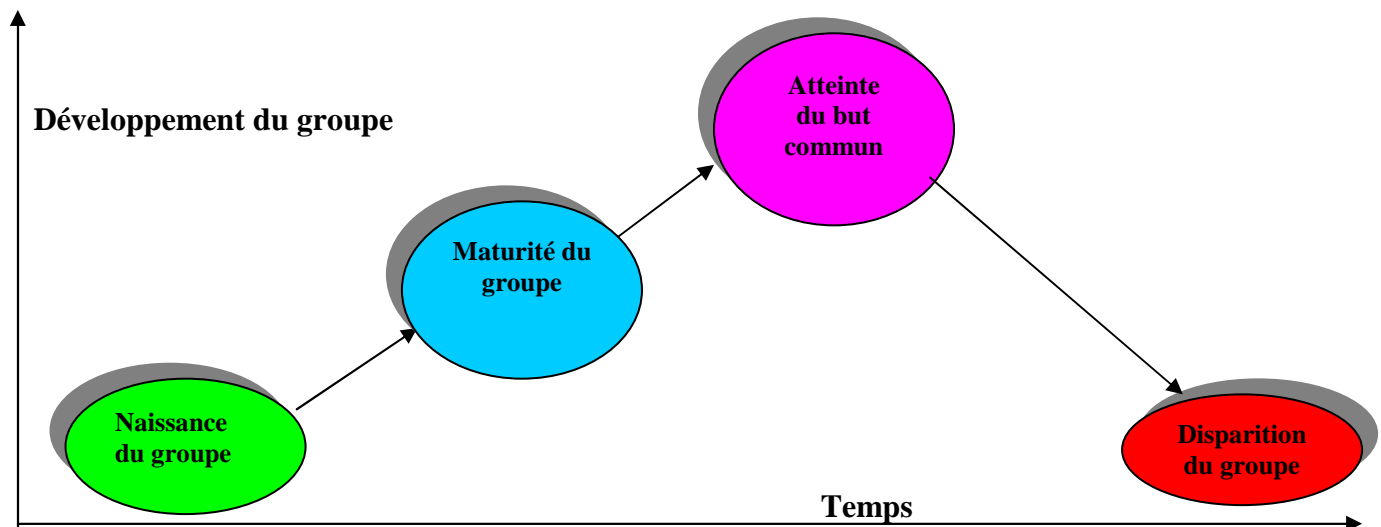 Atteinte
du but
commun
Développement du groupe
Maturité du
groupe
Naissance
du groupe
Disparition
du groupe
Temps